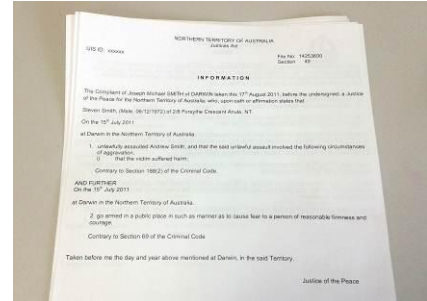 NORTHERN TERRITORY OF AUSTRALIA
Justices Act
UIS ID: xxxxxx
File No: 14253600
Section 49
INFORMATION
The Complaint of Joseph Michael SMITH of DARWIN taken this 17th August 2011, before the undersigned, a Justice
of the Peace for the Northern Territory of Australia, who, upon oath or affirmation states that
Steven Smith, (Male, 06/12/1972) of 2/8 Forsythe Crescent Anula, NT
On the 15th July 2011
at Darwin in the Northern Territory of Australia.
1. unlawfully assaulted Andrew Smith, and that the said unlawful assault involved the following circumstances
of aggravation,
i) that the victim suffered harm.
Contrary to Section 188(2) of the Criminal Code.
AND FURTHER
On the 15th July 2011
at Darwin in the Northern Territory of Australia.
2. go armed in a public place in such as manner as to cause fear to a person of reasonable firmness and
courage.
Contrary to Section 69 of the Criminal Code
Taken before me the day and year above mentioned at Darwin, in the said Territory.
Justice of the Peace